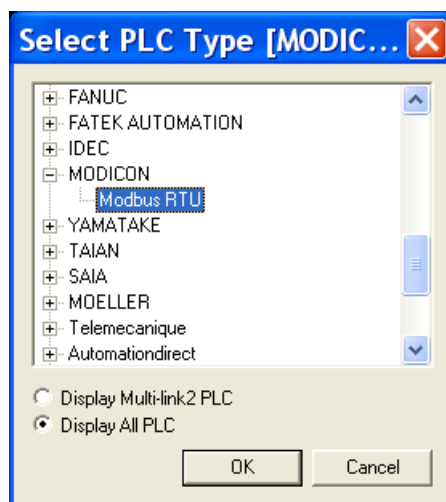 Select PLC Type [MODIC...
FANUC
FATEK AUTOMATION
IDEC
MODICON
Modbus RTU
YAMATAKE
TAIAN
SAIA
MOELLER
Telemecanique
Automationdirect
Display Multi-link2 PLC
Display All PLC
OK Cancel